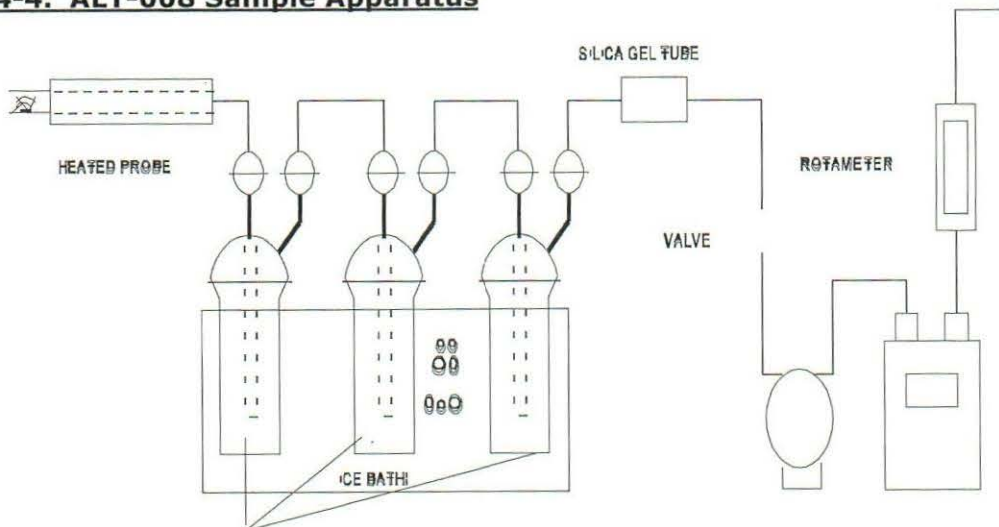 4-4. ALT-008 Sample Apparatus
SILICA GEL TUBE
HEATED PROBE
ROTAMETER
VALVE
ICE BATH